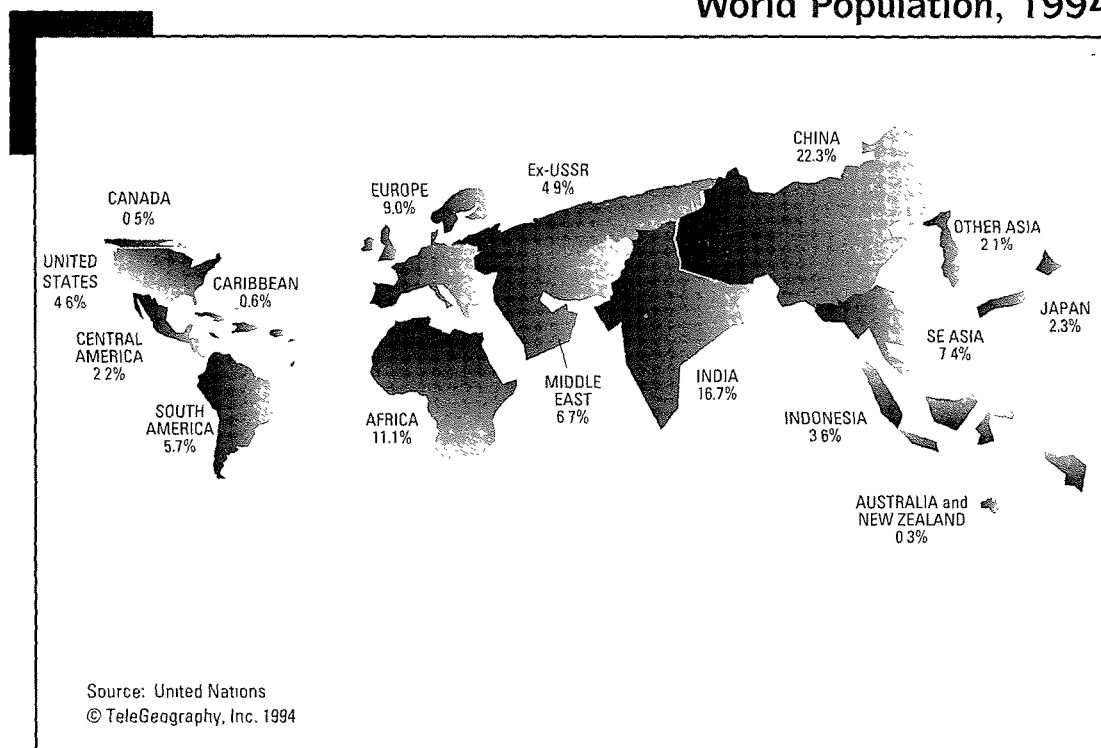 World Population, 1994
CHINA
22.3%
Ex-USSR
4 9%
EUROPE
9.0%
CANADA
0 5%
OTHER ASIA
2 1%
UNITED
STATES
4 6%
CARIBBEAN
0.6%
JAPAN
2.3%
CENTRAL
AMERICA
2 2%
SE ASIA
7 4%
MIDDLE
EAST
6 7%
INDIA
16.7%
SOUTH
AMERICA
5.7%
AFRICA
11.1%
INDONESIA
3 6%
AUSTRALIA and
NEW ZEALAND
0 3%
Source: United Nations
© TeleGeography, Inc. 1994